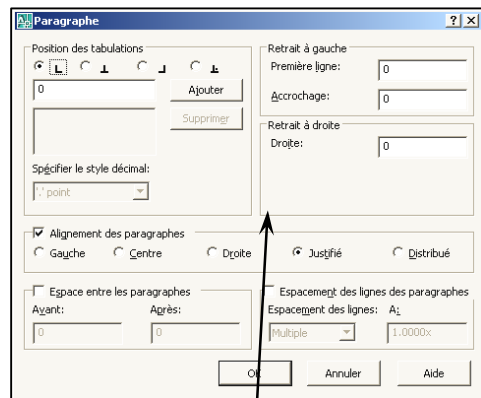 Paragraphe
Position des tabulations
0
Ajouter
Supprimer
Spécifier le style décimal:
'.' point
Retrait à gauche
Première ligne:
0
Accrochage:
0
Retrait à droite
Droite:
0
Alignement des paragraphes
Gauche
Centre
Droite
Justifié
Distribué
Espace entre les paragraphes
Avant:
Après:
0
0
Espacement des lignes des paragraphes
Espacement des lignes:
A:
Multiple
1.0000x
OK
Annuler
Aide